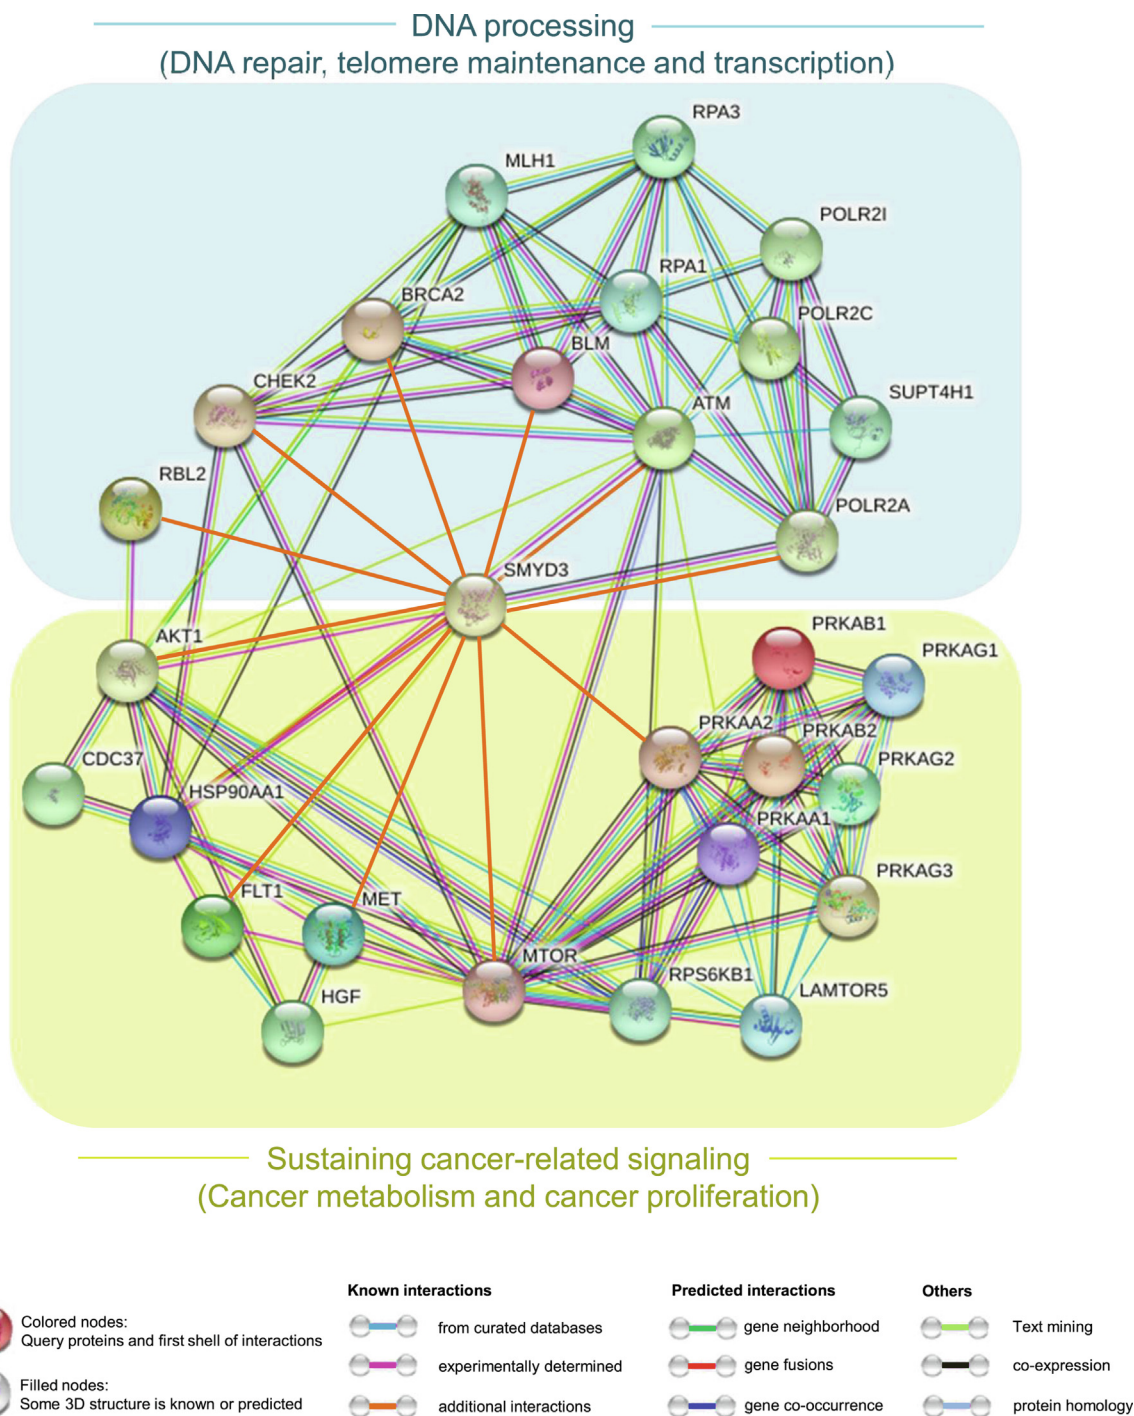 DNA processing
(DNA repair, telomere maintenance and transcription)
RPA3
MLH1
POLR2I
RPA1
BRCA2
POLR2C
BLM
CHEK2
SUPT4H1
ATM
RBL2
POLR2A
SMYD3
PRKAB1
AKT1
PRKAG1
PRKAA2
PRKAB2
CDC37
PRKAG2
HSP90AA1
PRKAA1
PRKAG3
FLT1
MET
MTOR
RPS6KB1
HGF
LAMTOR5
Sustaining cancer-related signaling
(Cancer metabolism and cancer proliferation)
Colored nodes:
Query proteins and first shell of interactions
Filled nodes:
Some 3D structure is known or predicted
Known interactions
from curated databases
experimentally determined
additional interactions
Predicted interactions
gene neighborhood
gene fusions
gene co-occurrence
Others
Text mining
co-expression
protein homology